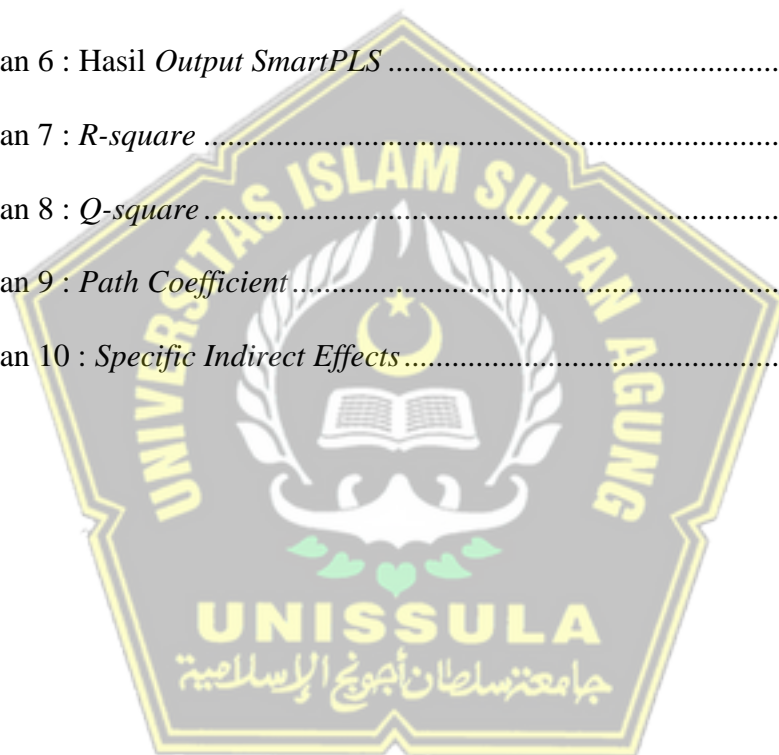 an 6 : Hasil Output SmartPLS ..............................................
an 7 : R-square ......................................................................
an 8 : Q-square ......................................................................
an 9 : Path Coefficient ..........................................................
an 10 : Specific Indirect Effects .............................................
UNIVERSITAS ISLAM SULTAN AGUNG
UNISSULA
جامعة سلطان أجونج الإسلامية